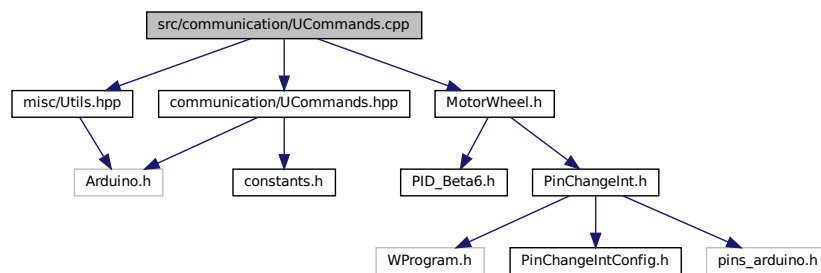 src/communication/UCommands.cpp
misc/Utils.hpp
communication/UCommands.hpp
MotorWheel.h
Arduino.h
constants.h
PID_Beta6.h
PinChangeInt.h
WProgram.h
PinChangeIntConfig.h
pins_arduino.h